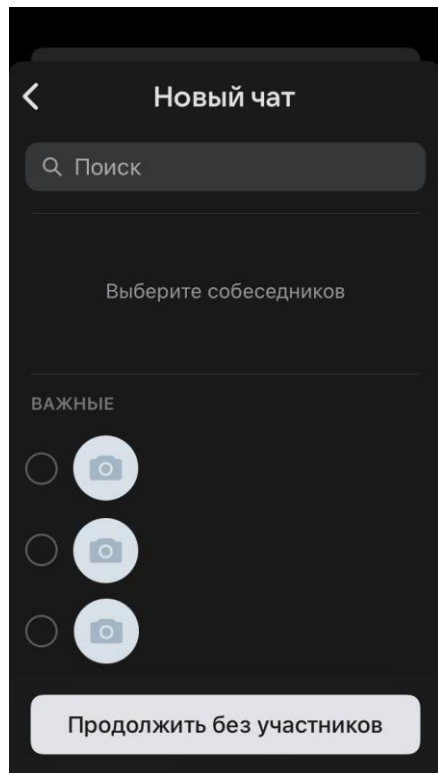 Новый чат
Поиск
Выберите собеседников
ВАЖНЫЕ
Продолжить без участников